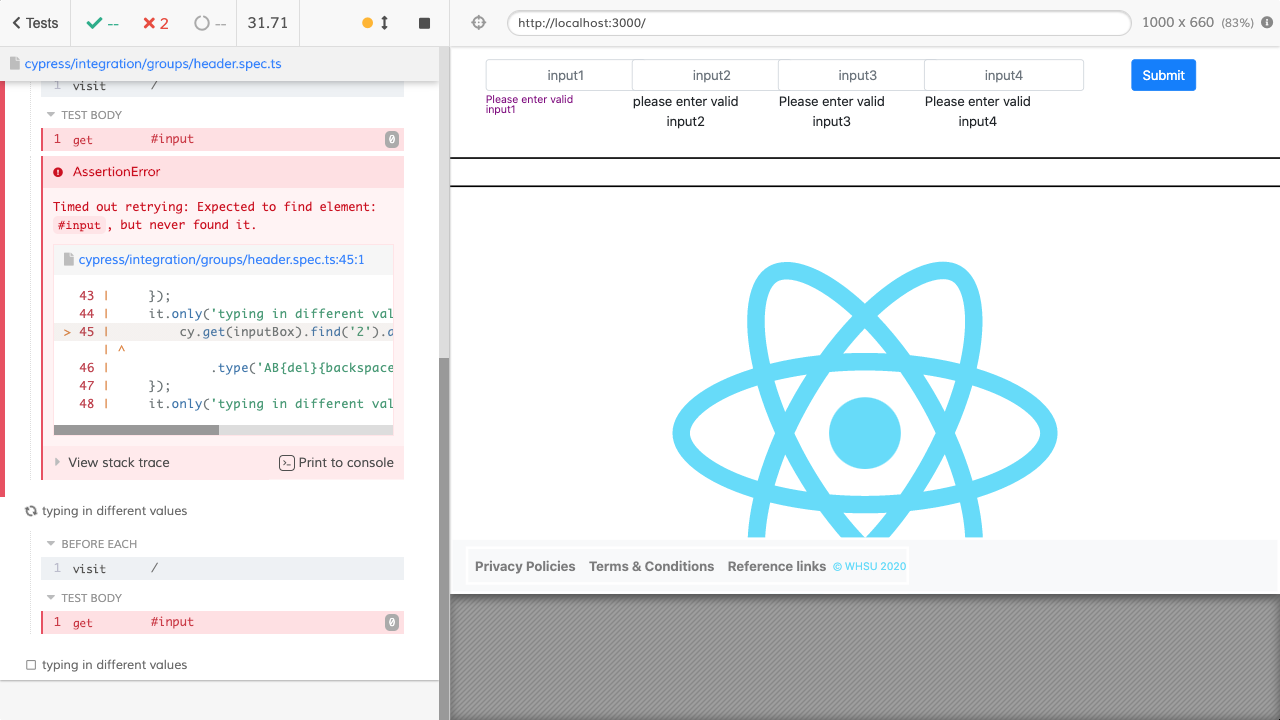 Tests
--
2
--
31.71
http://localhost:3000/
1000 x 660 (83%)
cypress/integration/groups/header.spec.ts
1 visit /
TEST BODY
1 get #input 0
AssertionError
Timed out retrying: Expected to find element:
#input, but never found it.
cypress/integration/groups/header.spec.ts:45:1
43 | });
44 | it.only('typing in different val
> 45 | cy.get(inputBox).find('2').
| ^
46 | .type('AB{del}{backspace
47 | });
48 | it.only('typing in different val
View stack trace
Print to console
typing in different values
BEFORE EACH
1 visit /
TEST BODY
1 get #input 0
typing in different values
input1 input2 input3 input4 Submit
Please enter valid
input1
please enter valid
input2
Please enter valid
input3
Please enter valid
input4
Privacy Policies Terms & Conditions Reference links © WHSU 2020